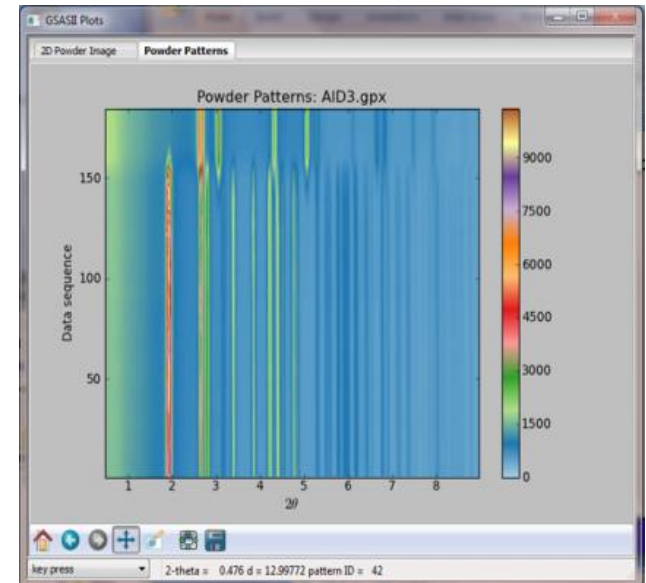 GSASII Plots
2D Powder Image Powder Patterns
Powder Patterns: AID3.gpx
150
100
50
Data sequence
1 2 3 4 5 6 7 8
2θ
9000
7500
6000
4500
3000
1500
0
key press 2-theta = 0.476 d = 12.99772 pattern ID = 42